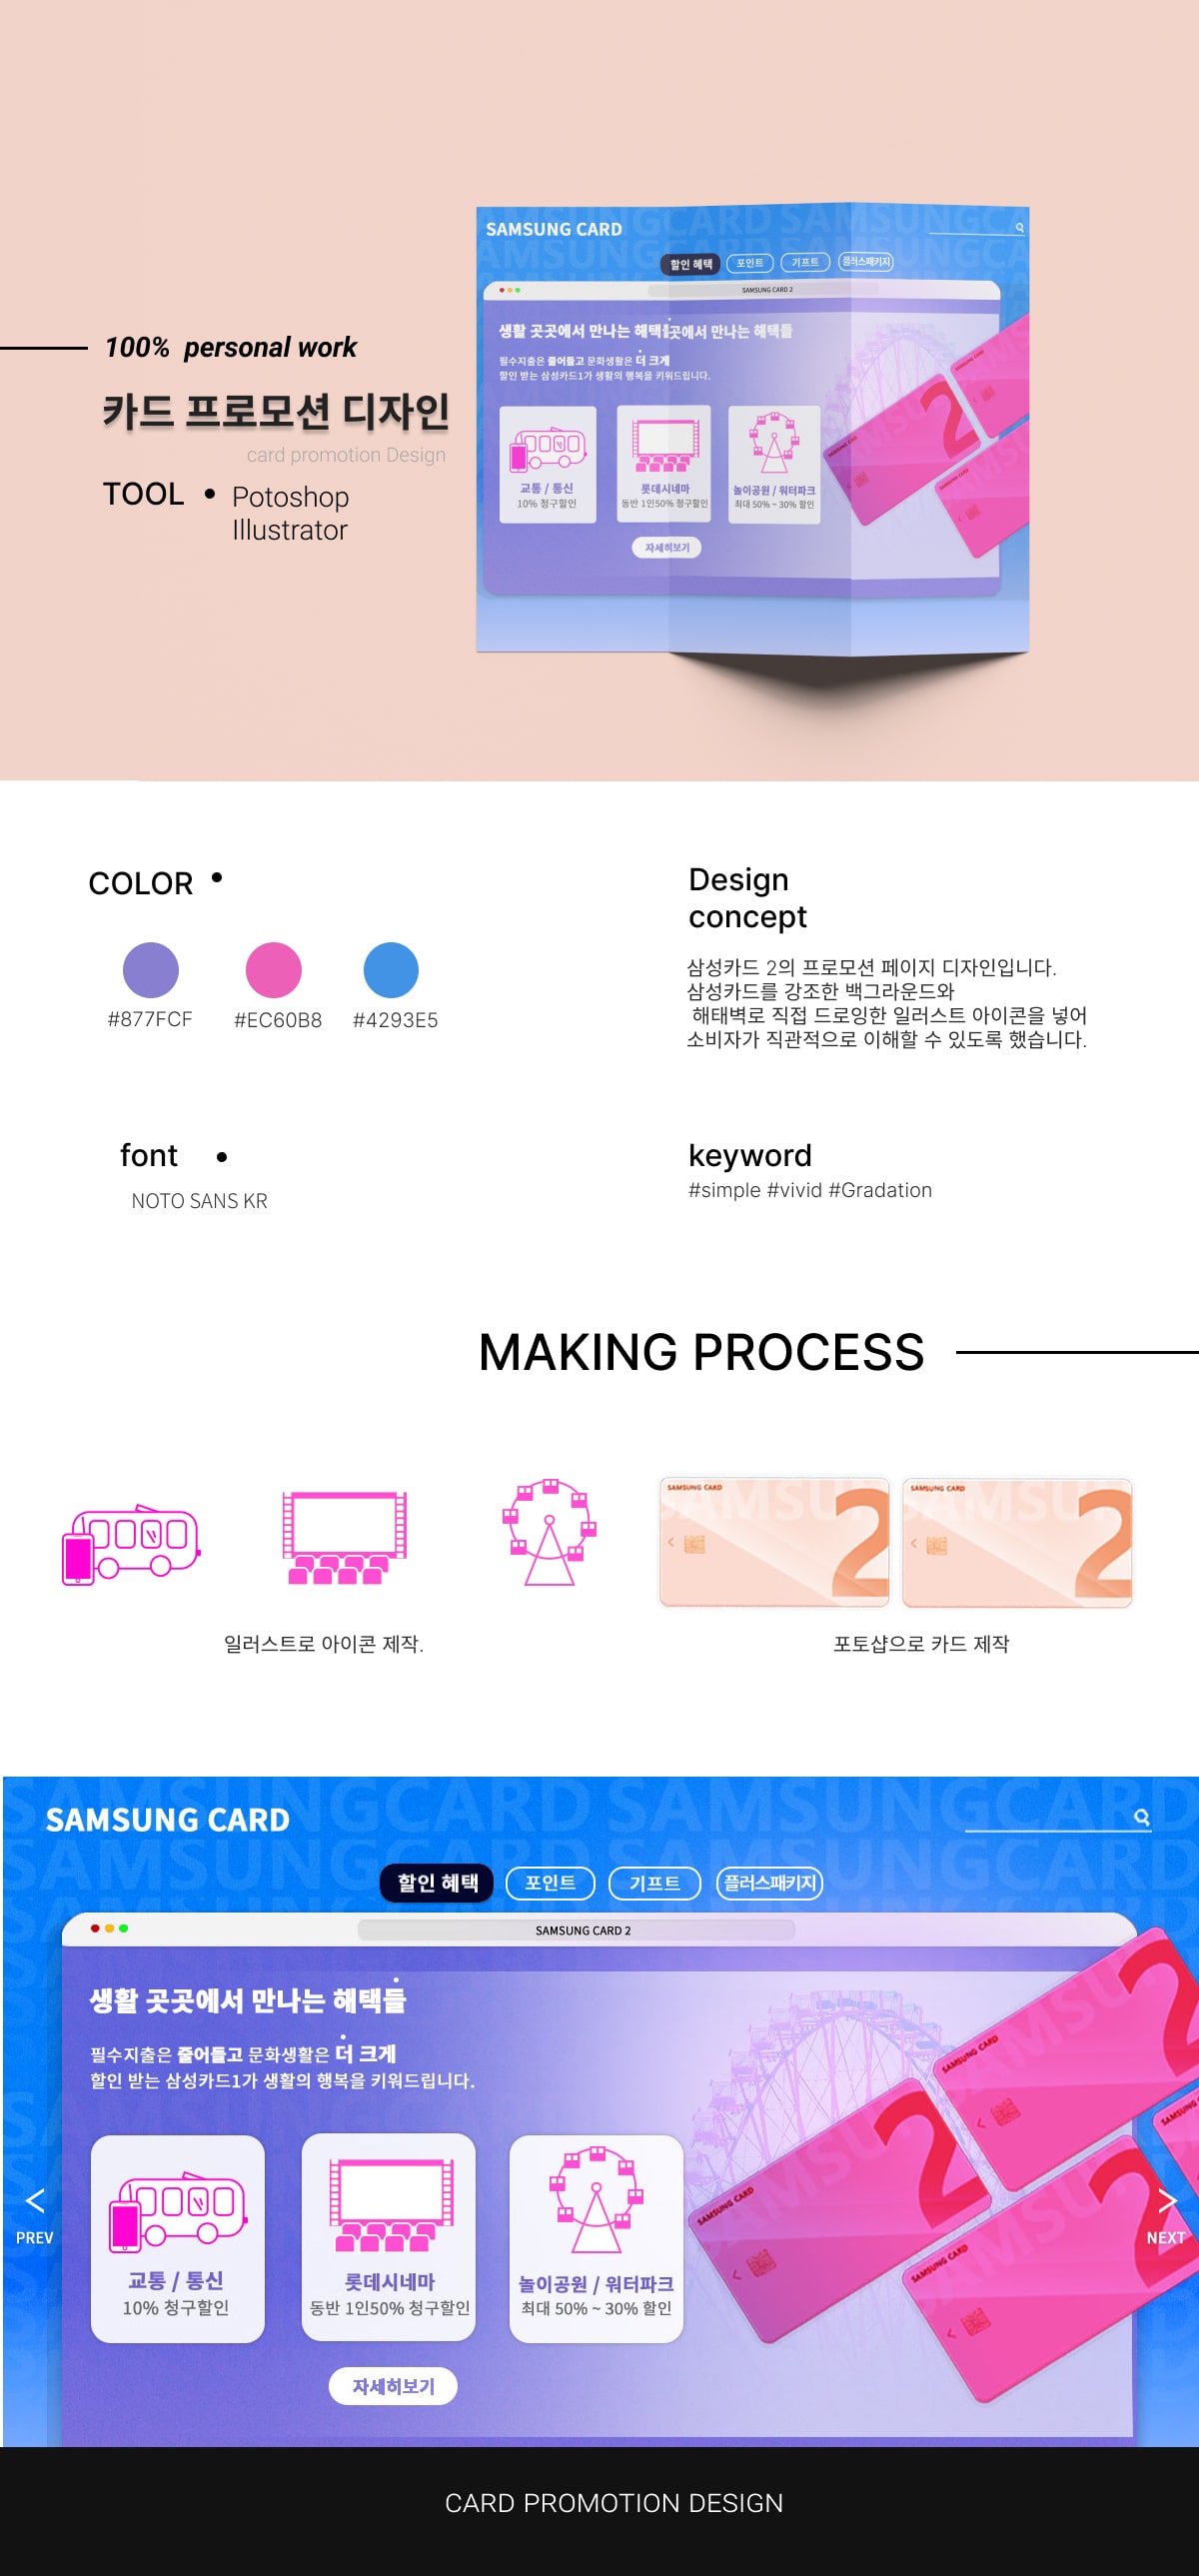 SAMSUNG CARD
할인 혜택 포인트 기프트 플러스패키지
SAMSUNG CARD 2
생활 곳곳에서 만나는 혜택들곳에서 만나는 혜택들
필수지출은 줄어들고 문화생활은 더 크게
할인 받는 삼성카드1가 생활의 행복을 키워드립니다.
교통 / 통신
10% 청구할인
롯데시네마
동반 1인50% 청구할인
놀이공원 / 워터파크
최대 50% ~ 30% 할인
자세히보기
100% personal work
카드 프로모션 디자인
card promotion Design
TOOL • Potoshop
Illustrator
COLOR •
#877FCF #EC60B8 #4293E5
Design
concept
삼성카드 2의 프로모션 페이지 디자인입니다.
삼성카드를 강조한 백그라운드와
해태벽로 직접 드로잉한 일러스트 아이콘을 넣어
소비자가 직관적으로 이해할 수 있도록 했습니다.
font •
NOTO SANS KR
keyword
#simple #vivid #Gradation
MAKING PROCESS
SAMSUNG CARD
2
SAMSUNG CARD
2
일러스트로 아이콘 제작.
포토샵으로 카드 제작
SAMSUNGCARD SAMSUNGCARD
SAMSUNG CARD
할인 혜택 포인트 기프트 플러스패키지
SAMSUNG CARD 2
생활 곳곳에서 만나는 혜택들
필수지출은 줄어들고 문화생활은 더 크게
할인 받는 삼성카드1가 생활의 행복을 키워드립니다.
SAMSUNG CARD
2
SAMSUNG CARD
2
SAMSUNG CARD
2
< PREV
> NEXT
교통 / 통신
10% 청구할인
롯데시네마
동반 1인50% 청구할인
놀이공원 / 워터파크
최대 50% ~ 30% 할인
자세히보기
CARD PROMOTION DESIGN